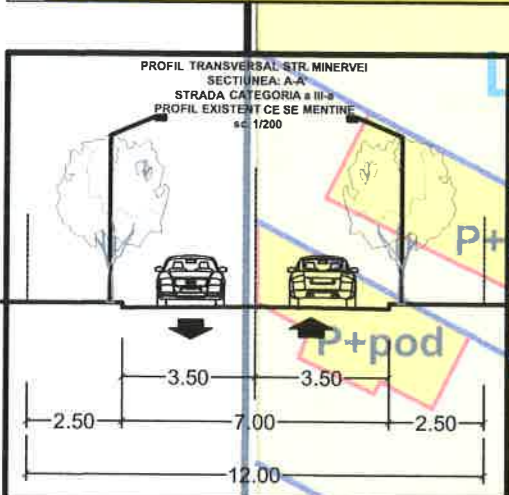 PROFIL TRANSVERSAL STR. MINERVEI
SECTIUNEA: A-A'
STRADA CATEGORIA a III-a
PROFIL EXISTENT CE SE MENTINE
sc. 1/200
L
P+
P+pod
3.50 3.50
2.50 7.00 2.50
12.00